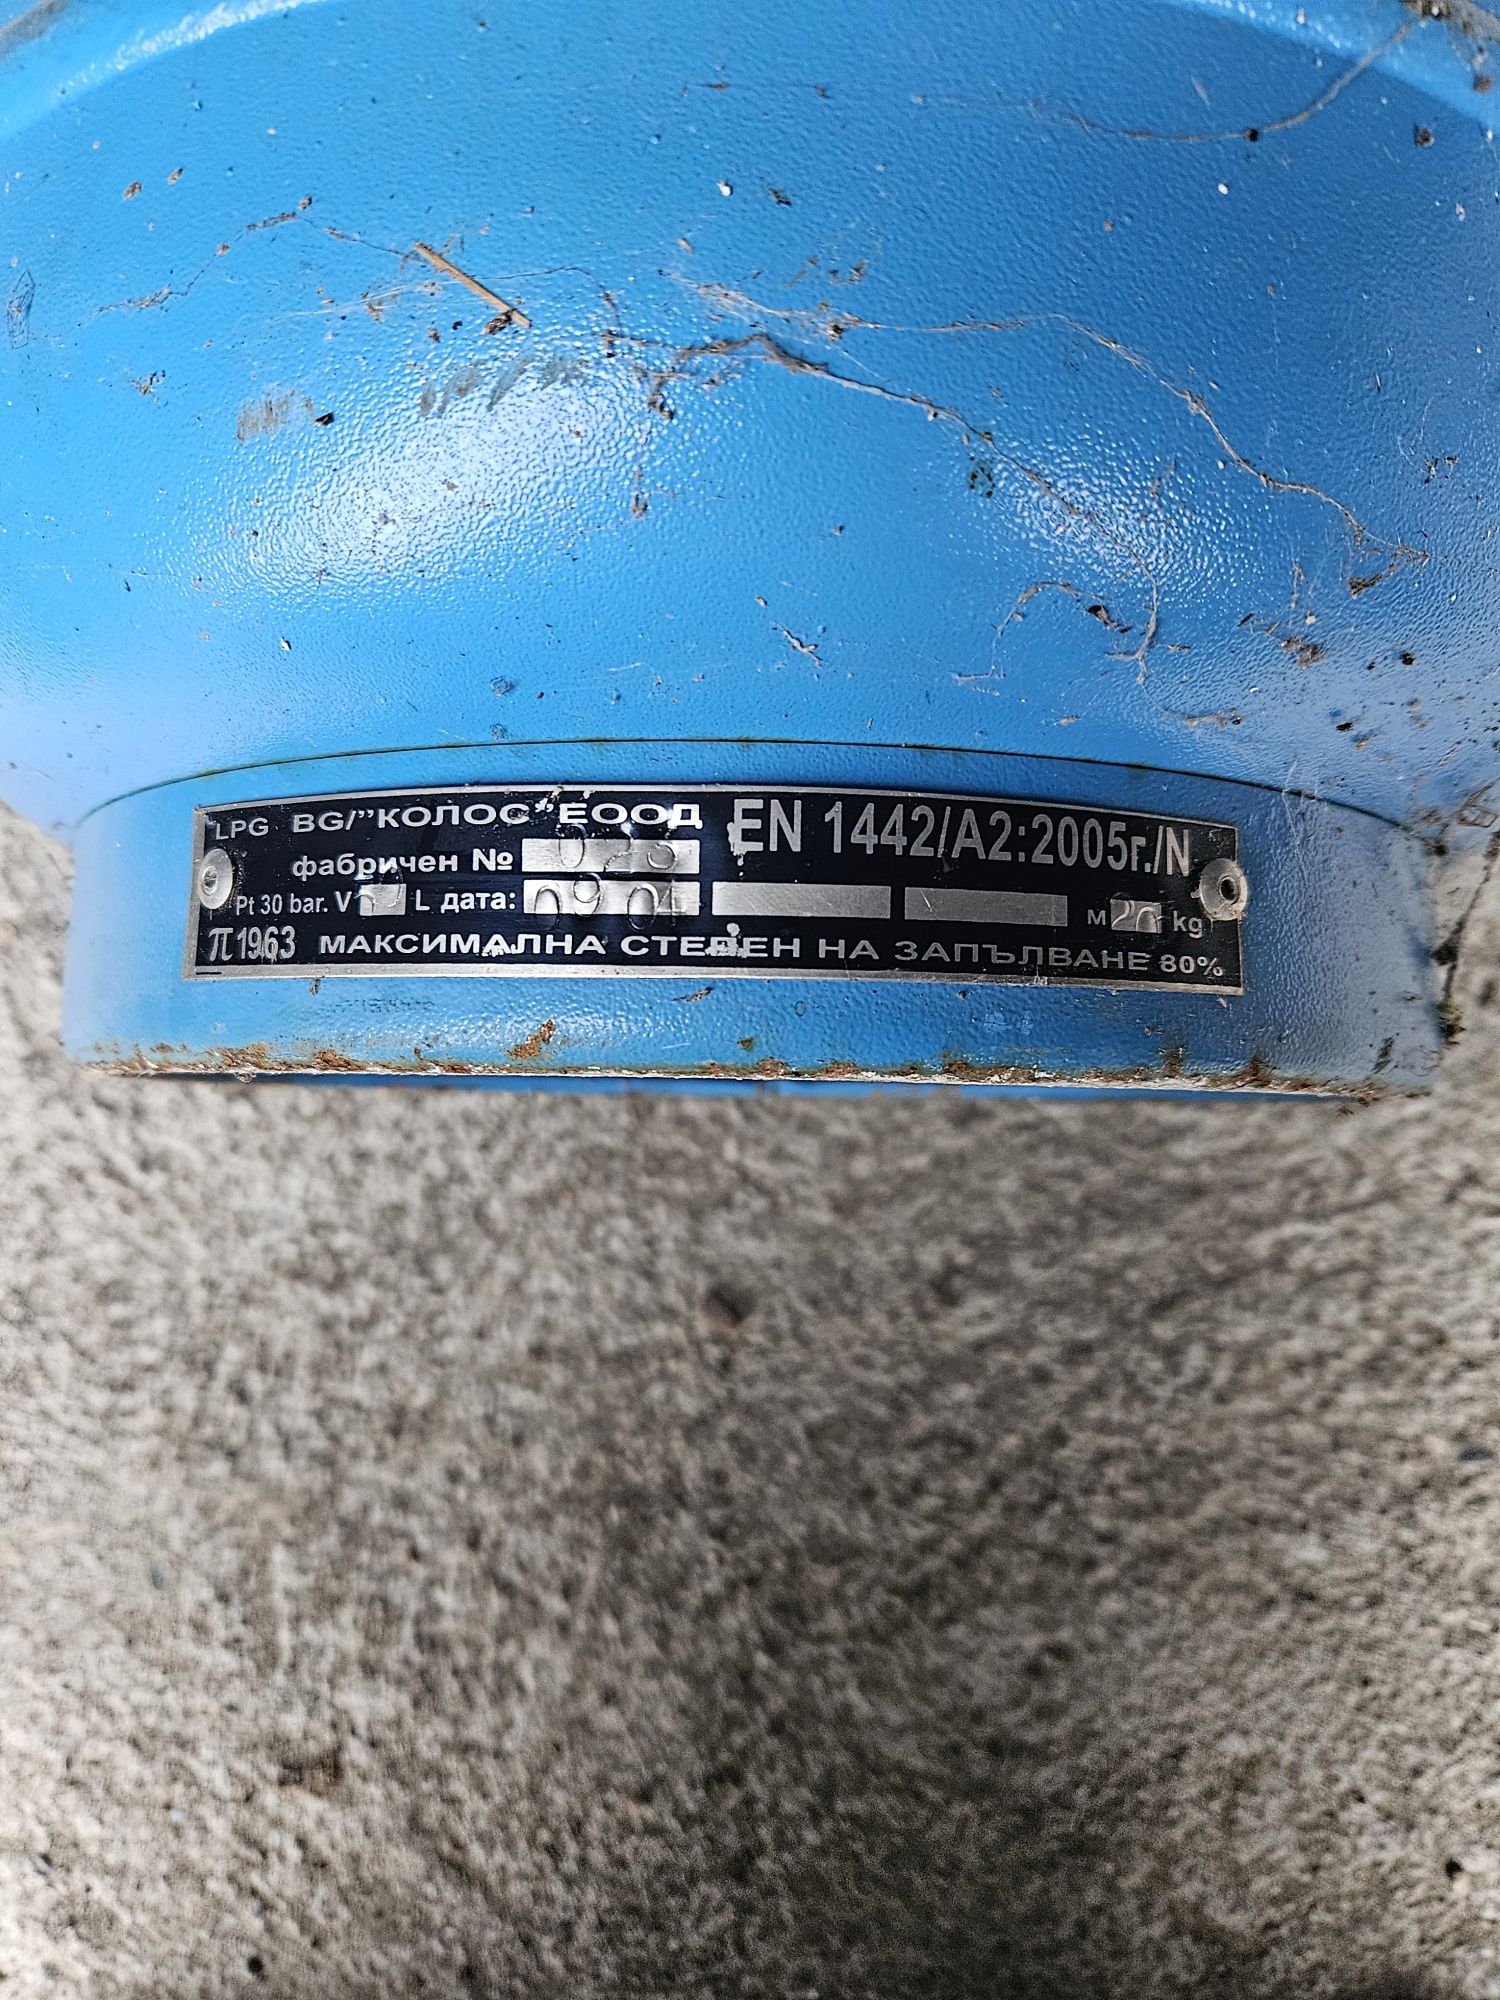 LPG BG/"КОЛОС"ЕООД EN 1442/A2:2005г./N
фабричен №
Pt 30 bar. V L дата: 09 04 м kg
π 1963 МАКСИМАЛНА СТЕПЕН НА ЗАПЪЛВАНЕ 80%